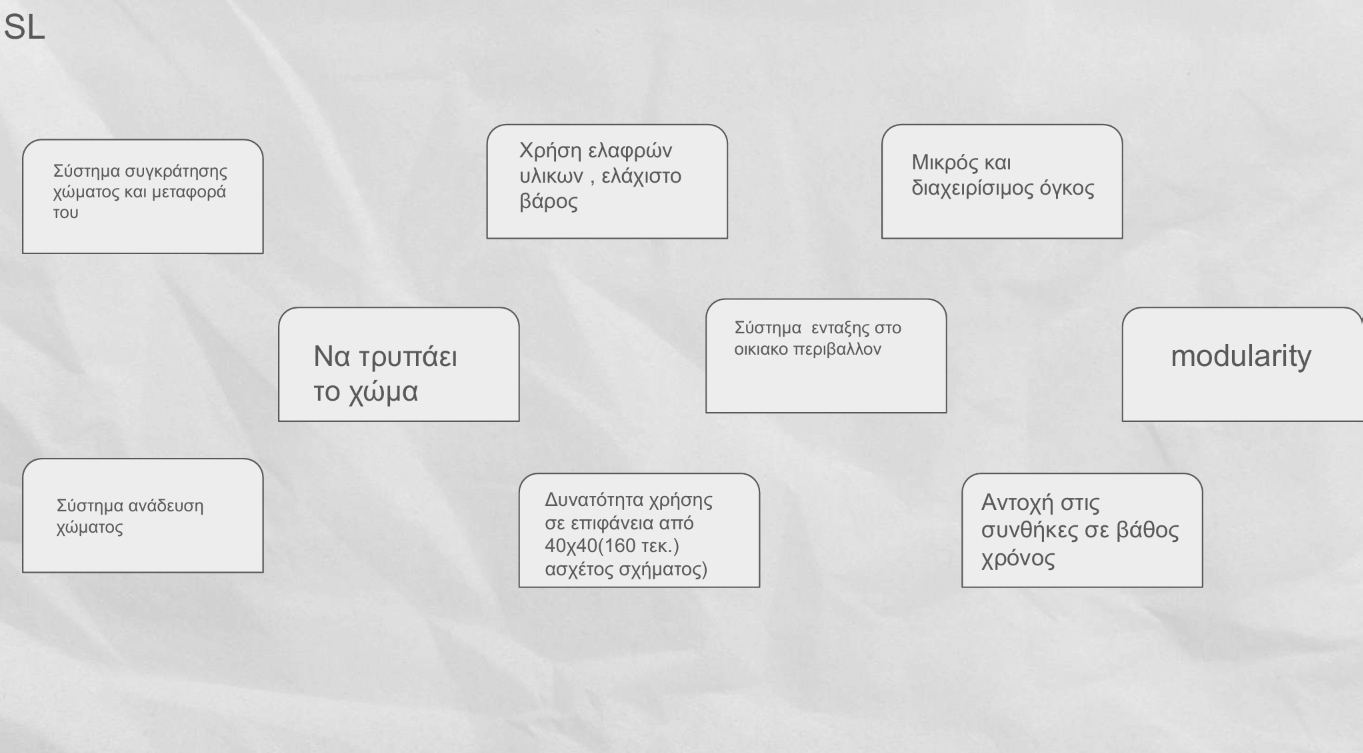 SL
Σύστημα συγκράτησης
χώματος και μεταφορά
του
Χρήση ελαφρών
υλικων , ελάχιστο
βάρος
Μικρός και
διαχειρίσιμος όγκος
Να τρυπάει
το χώμα
Σύστημα  ενταξης στο
οικιακο περιβαλλον
modularity
Σύστημα ανάδευση
χώματος
Δυνατότητα χρήσης
σε επιφάνεια από
40χ40(160 τεκ.)
ασχέτος σχήματος)
Αντοχή στις
συνθήκες σε βάθος
χρόνος